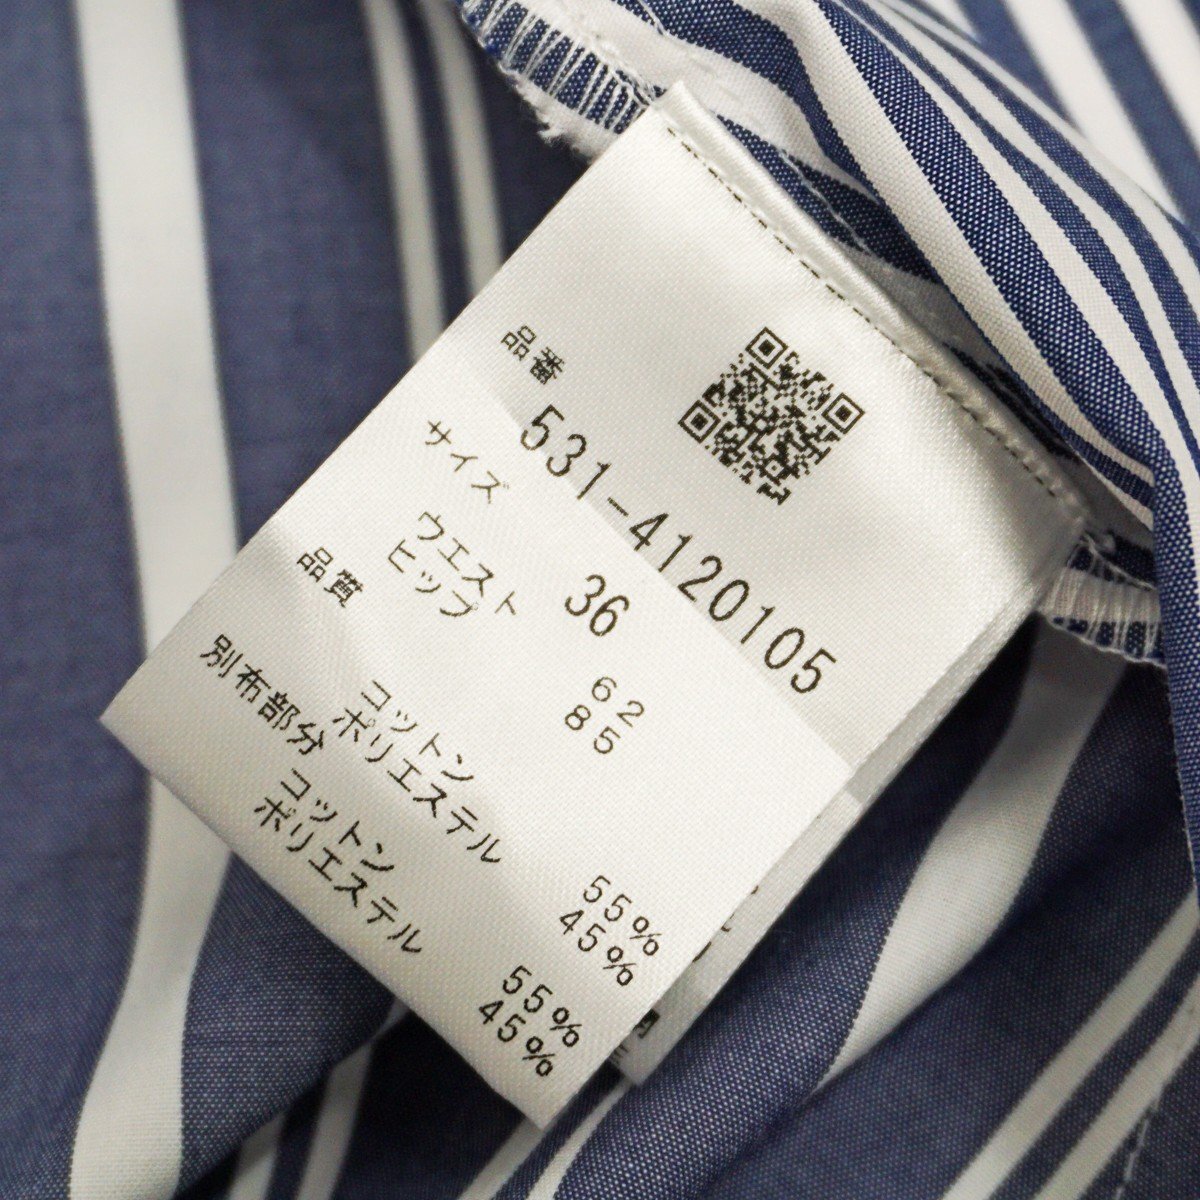 品番
531-4120105
サイズ 36
ウエスト 62
ヒップ 85
品質
コットン 55%
ポリエステル 45%
別布部分
コットン 55%
ポリエステル 45%